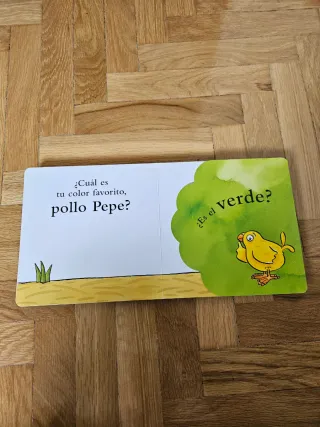 ¿Cuál es
tu color favorito,
pollo Pepe?
¿Es el verde?